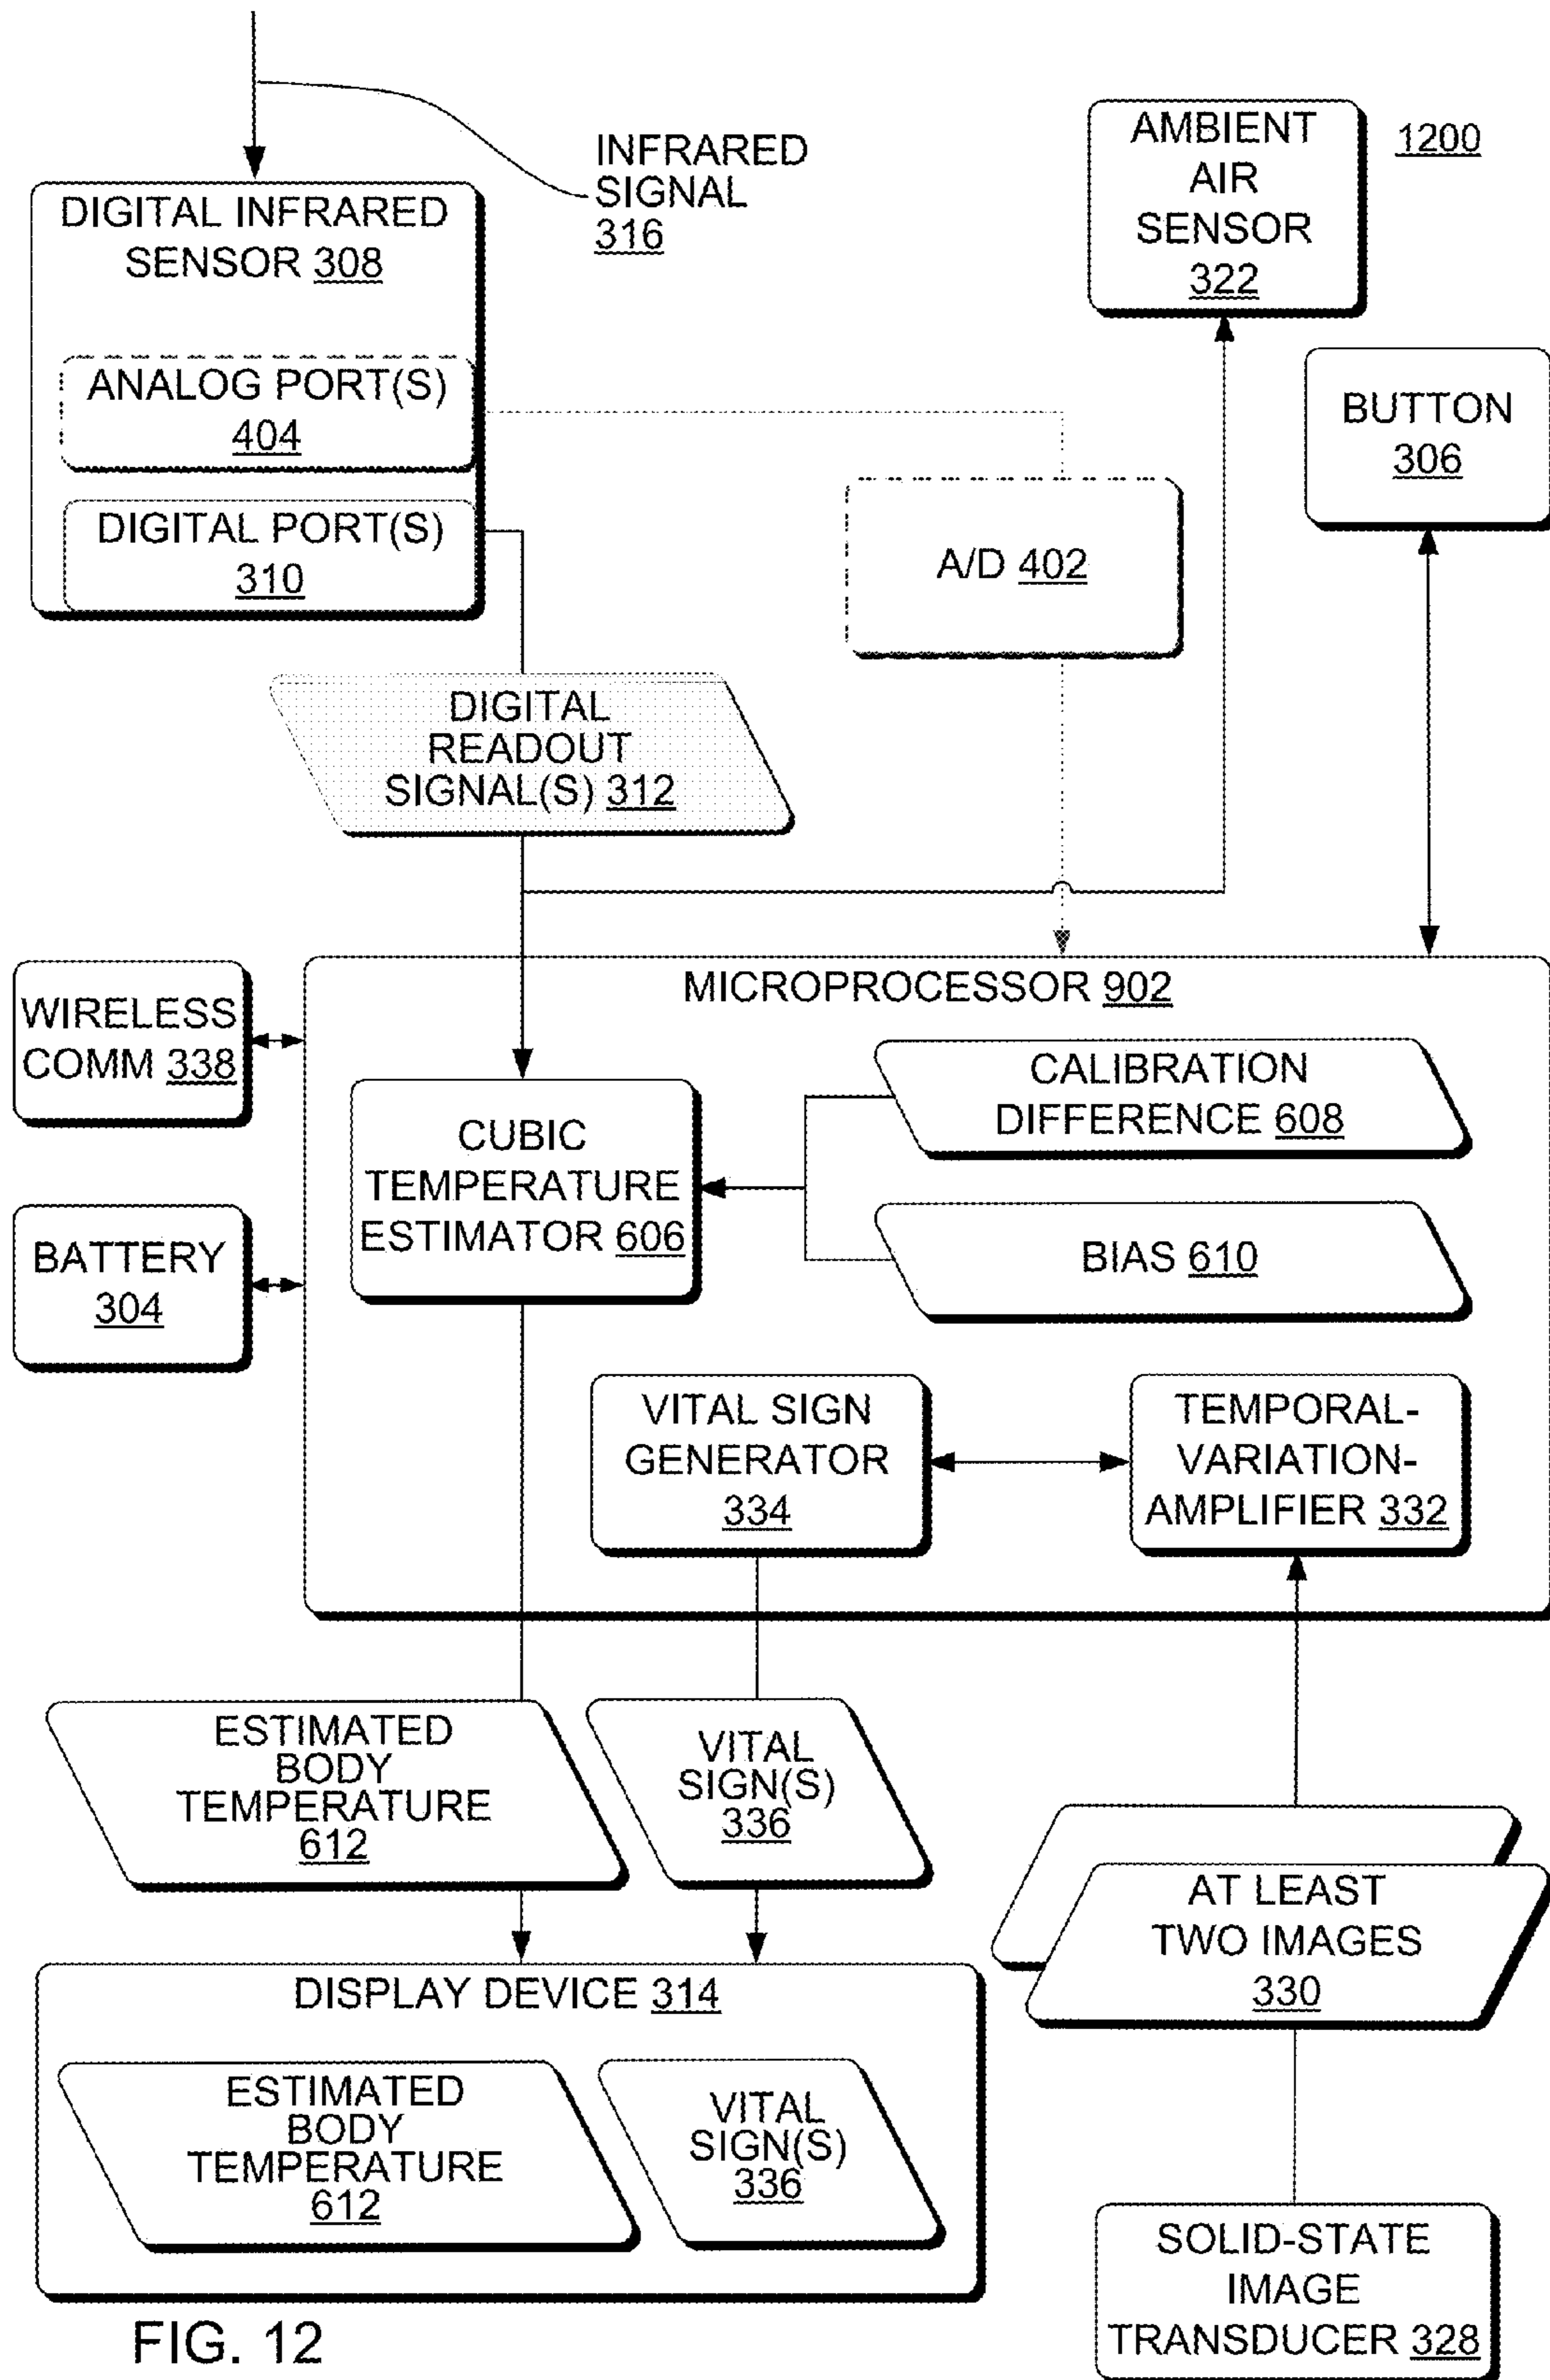 INFRARED
SIGNAL
316
AMBIENT
AIR
SENSOR
322
1200
DIGITAL INFRARED
SENSOR 308
ANALOG PORT(S)
404
DIGITAL PORT(S)
310
BUTTON
306
A/D 402
DIGITAL
READOUT
SIGNAL(S) 312
MICROPROCESSOR 902
WIRELESS
COMM 338
CALIBRATION
DIFFERENCE 608
CUBIC
TEMPERATURE
ESTIMATOR 606
BATTERY
304
BIAS 610
VITAL SIGN
GENERATOR
334
TEMPORAL-
VARIATION-
AMPLIFIER 332
ESTIMATED
BODY
TEMPERATURE
612
VITAL
SIGN(S)
336
AT LEAST
TWO IMAGES
330
DISPLAY DEVICE 314
ESTIMATED
BODY
TEMPERATURE
612
VITAL
SIGN(S)
336
SOLID-STATE
IMAGE
TRANSDUCER 328
FIG. 12